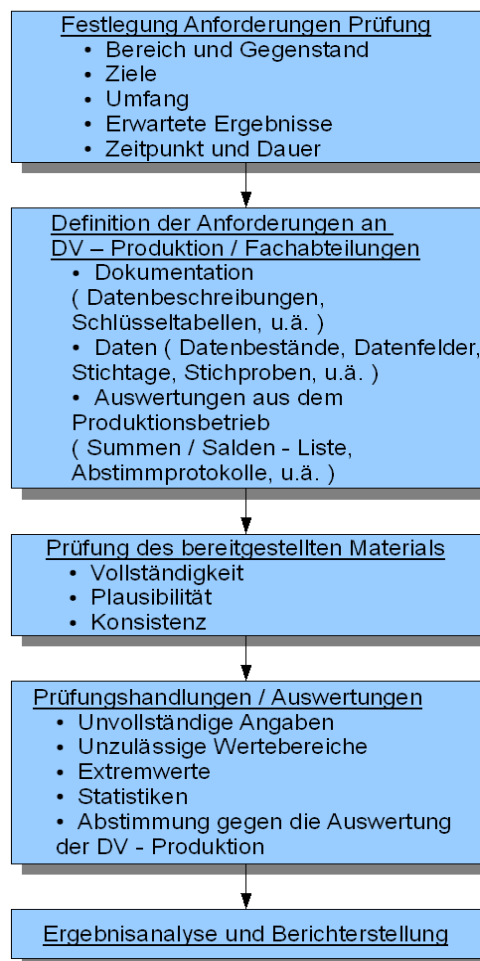 Festlegung Anforderungen Prüfung
• Bereich und Gegenstand
• Ziele
• Umfang
• Erwartete Ergebnisse
• Zeitpunkt und Dauer
Definition der Anforderungen an
DV – Produktion / Fachabteilungen
• Dokumentation
( Datenbeschreibungen,
Schlüsseltabellen, u.ä. )
• Daten ( Datenbestände, Datenfelder,
Stichtage, Stichproben, u.ä. )
• Auswertungen aus dem
Produktionsbetrieb
( Summen / Salden - Liste,
Abstimmprotokolle, u.ä. )
Prüfung des bereitgestellten Materials
• Vollständigkeit
• Plausibilität
• Konsistenz
Prüfungshandlungen / Auswertungen
• Unvollständige Angaben
• Unzulässige Wertebereiche
• Extremwerte
• Statistiken
• Abstimmung gegen die Auswertung
der DV - Produktion
Ergebnisanalyse und Berichterstellung